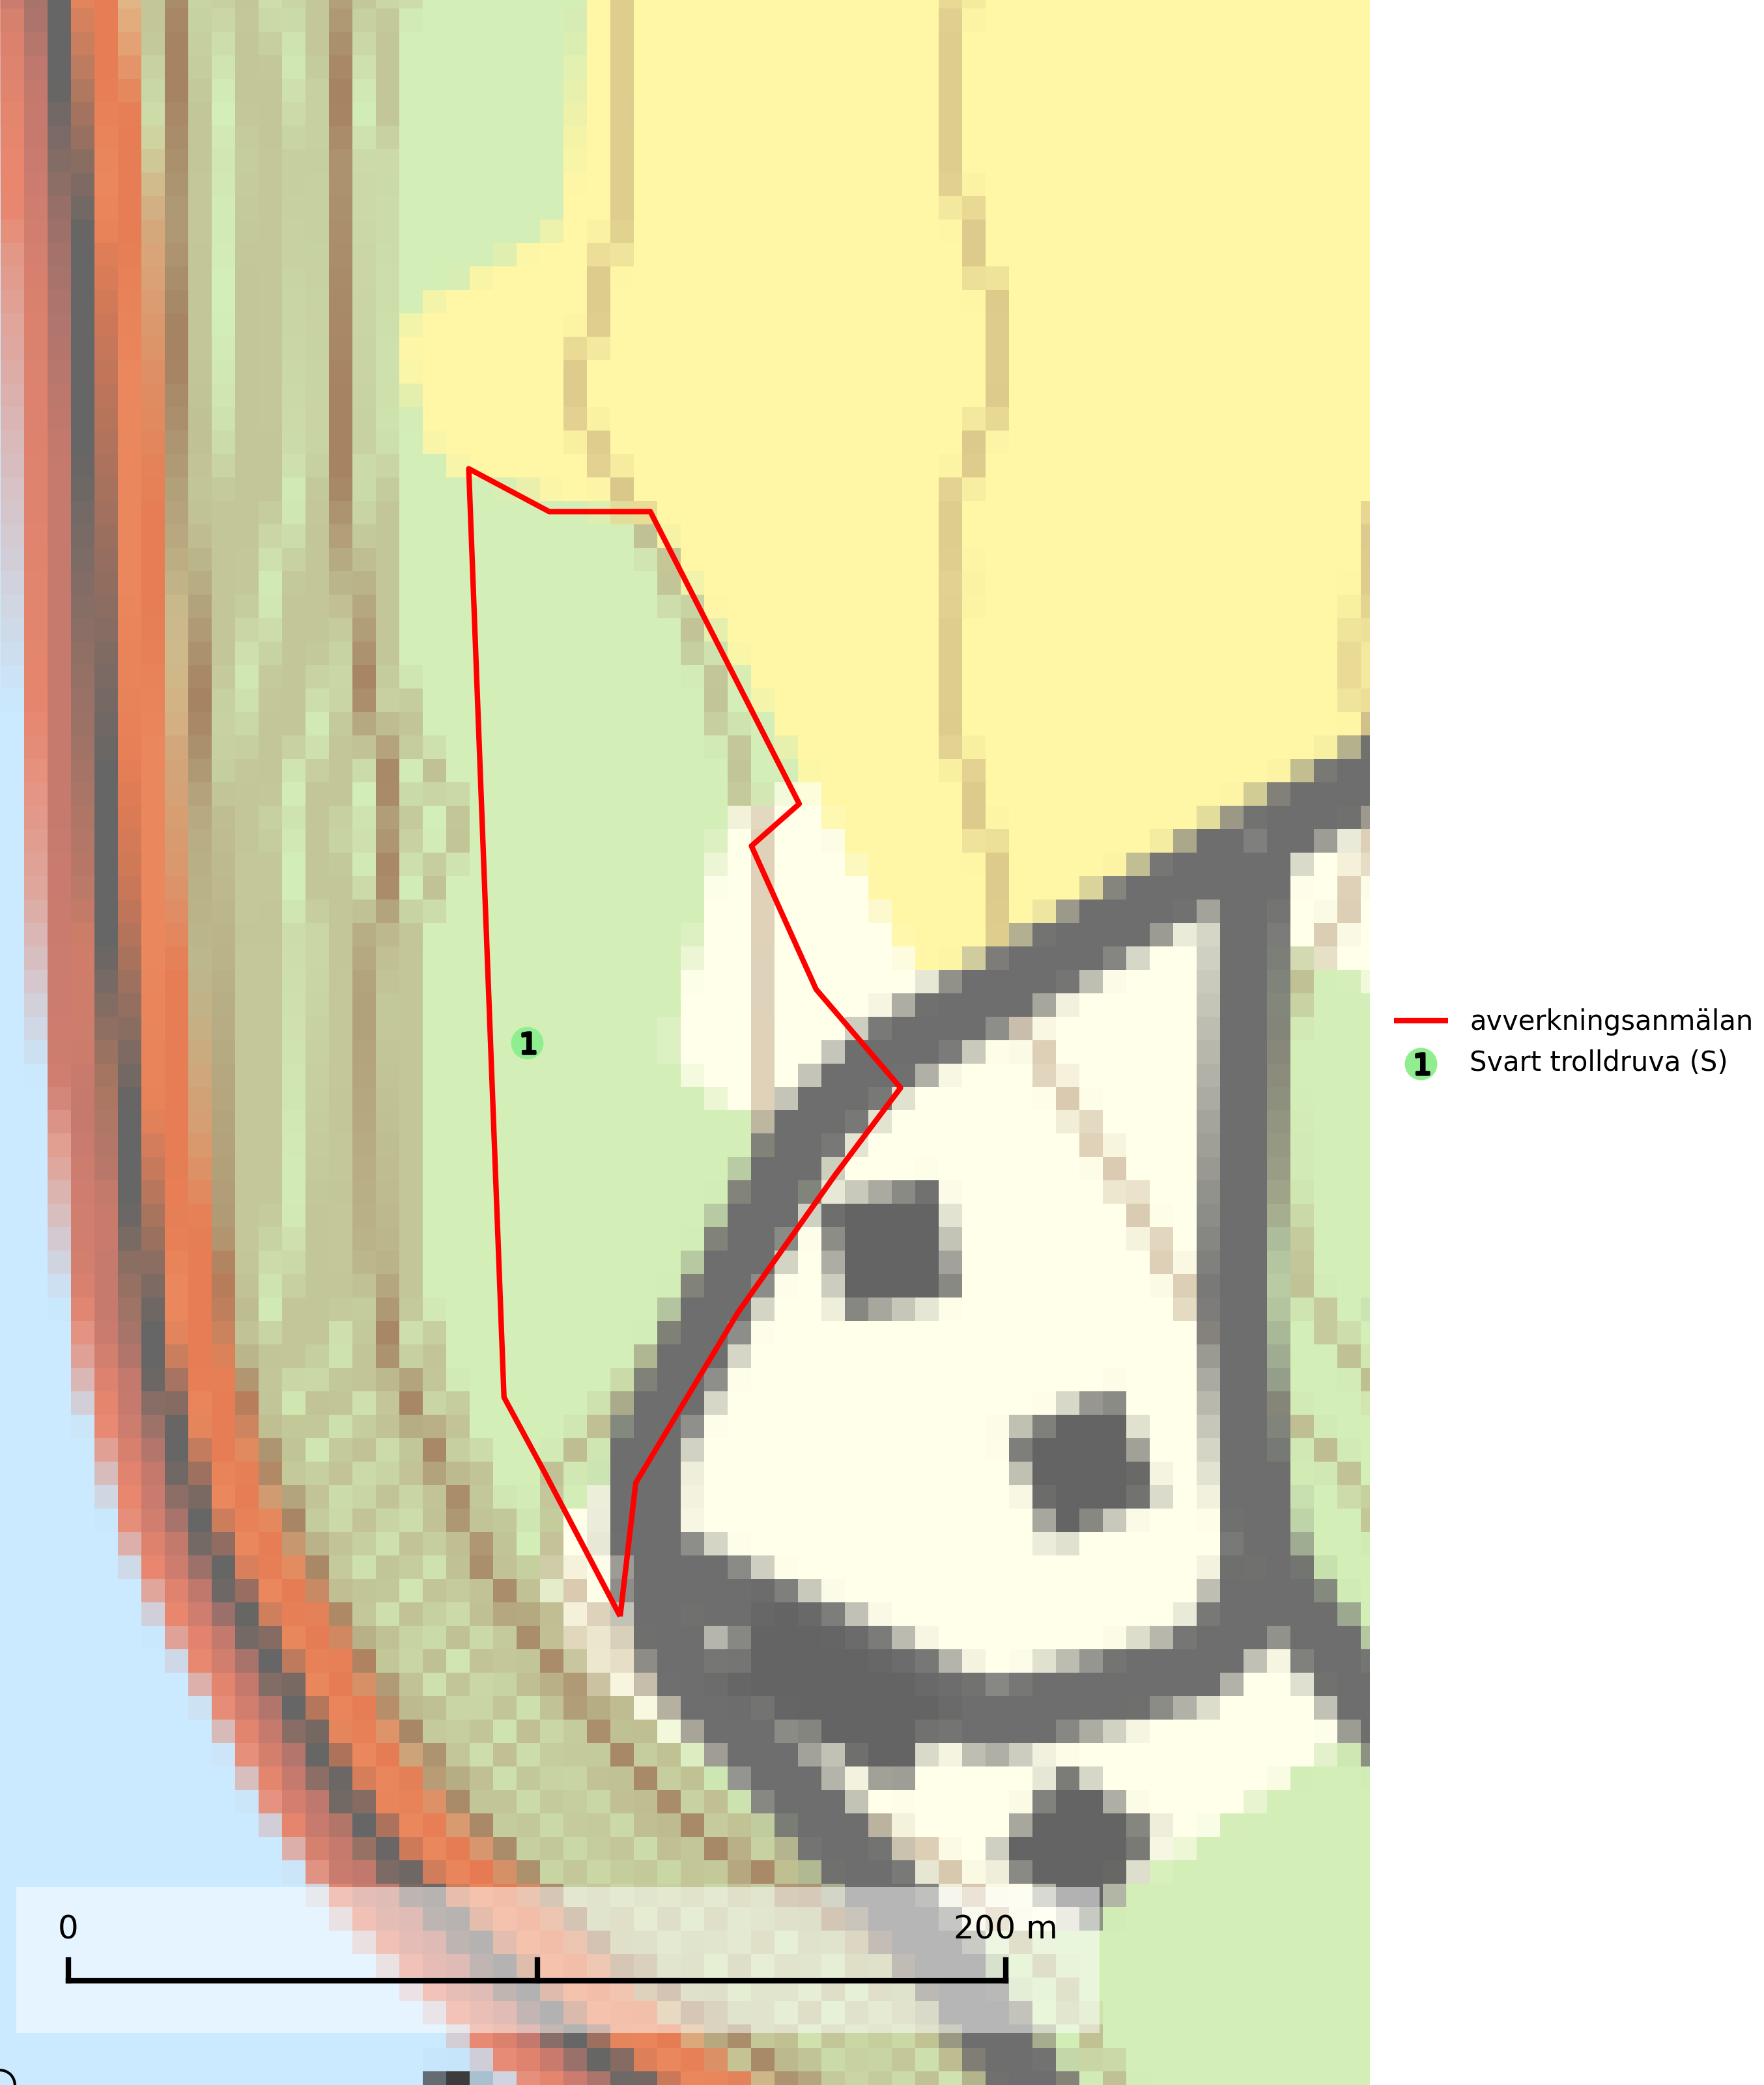 1
avverkningsanmälan
1 Svart trolldruva (S)
0 200 m